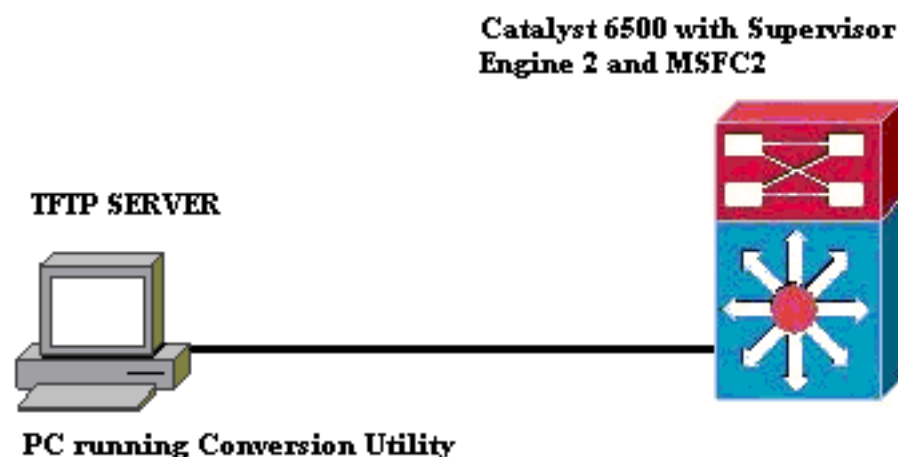 Catalyst 6500 with Supervisor
Engine 2 and MSFC2
TFTP SERVER
PC running Conversion Utility